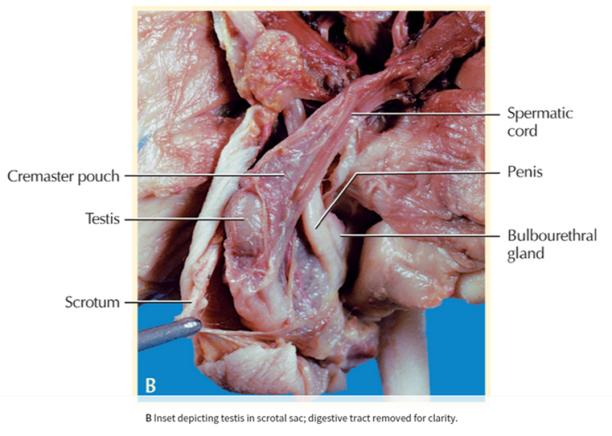 Spermatic
cord
Cremaster pouch
Penis
Testis
Bulbourethral
gland
Scrotum
B
B Inset depicting testis in scrotal sac; digestive tract removed for clarity.